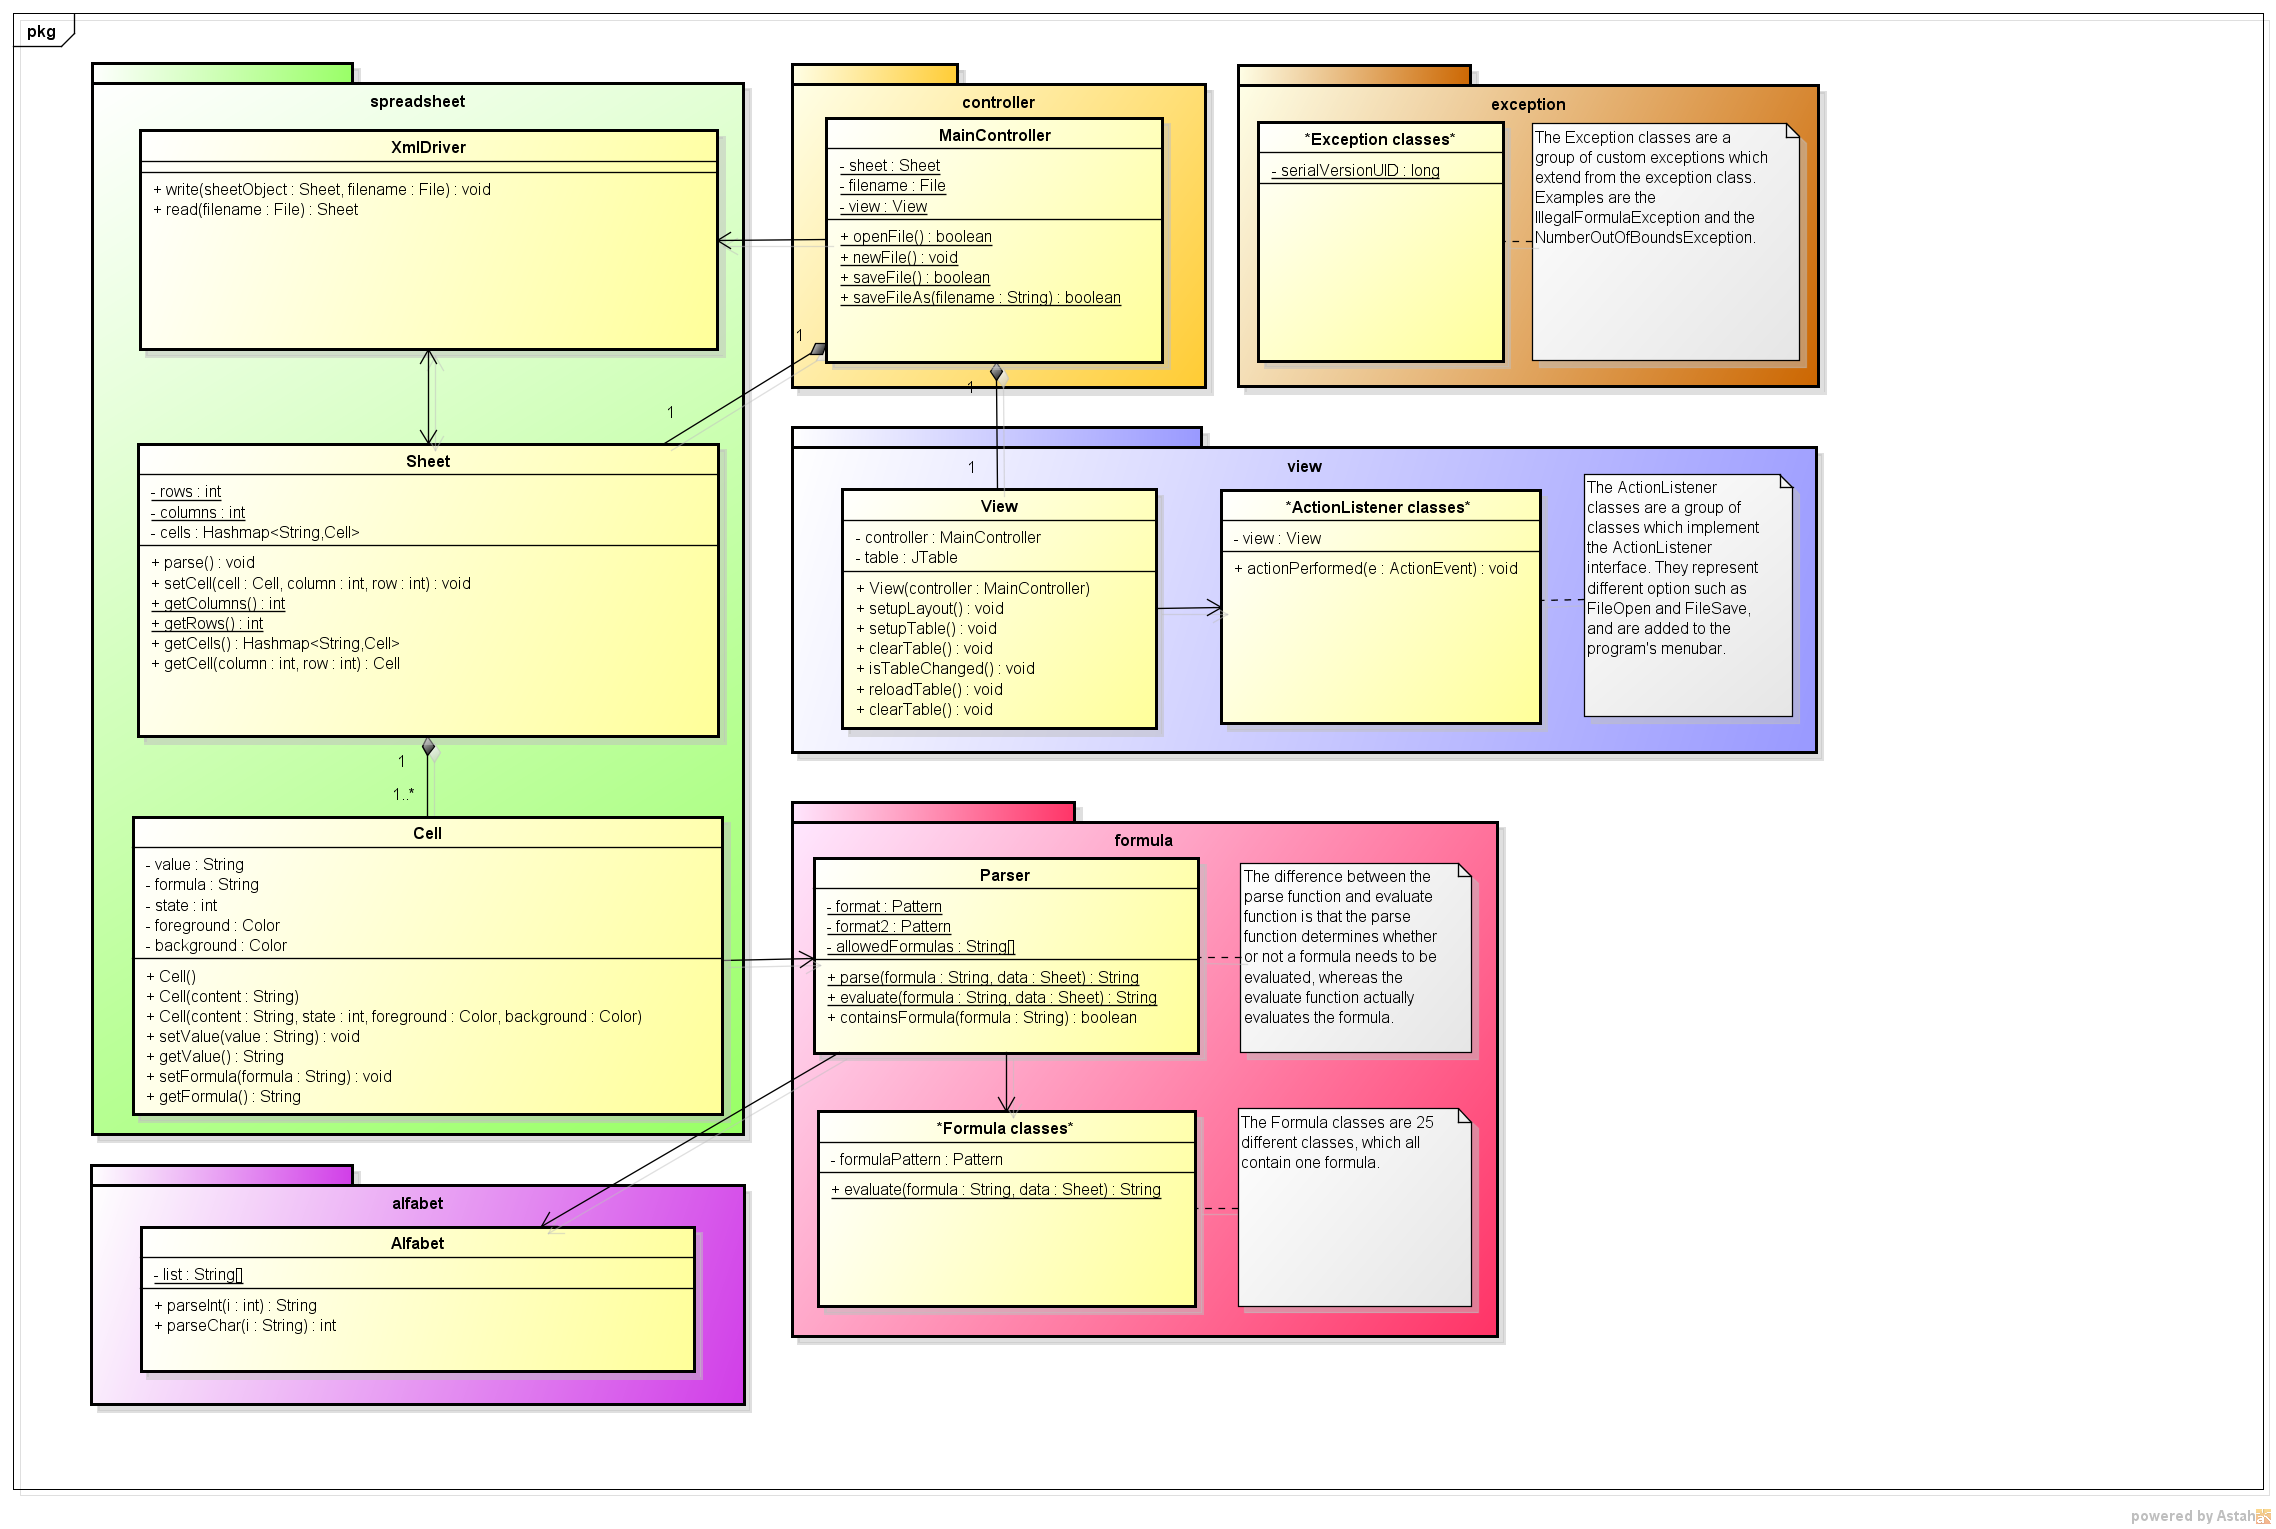 pkg
spreadsheet
XmlDriver
+ write(sheetObject : Sheet, filename : File) : void
+ read(filename : File) : Sheet
Sheet
- rows : int
- columns : int
- cells : Hashmap<String,Cell>
+ parse() : void
+ setCell(cell : Cell, column : int, row : int) : void
+ getColumns() : int
+ getRows() : int
+ getCells() : Hashmap<String,Cell>
+ getCell(column : int, row : int) : Cell
1
1..*
Cell
- value : String
- formula : String
- state : int
- foreground : Color
- background : Color
+ Cell()
+ Cell(content : String)
+ Cell(content : String, state : int, foreground : Color, background : Color)
+ setValue(value : String) : void
+ getValue() : String
+ setFormula(formula : String) : void
+ getFormula() : String
alfabet
Alfabet
- list : String[]
+ parseInt(i : int) : String
+ parseChar(i : String) : int
controller
MainController
- sheet : Sheet
- filename : File
- view : View
+ openFile() : boolean
+ newFile() : void
+ saveFile() : boolean
+ saveFileAs(filename : String) : boolean
1
1
1
1
exception
*Exception classes*
- serialVersionUID : long
The Exception classes are a
group of custom exceptions which
extend from the exception class.
Examples are the
IllegalFormulaException and the
NumberOutOfBoundsException.
view
View
- controller : MainController
- table : JTable
+ View(controller : MainController)
+ setupLayout() : void
+ setupTable() : void
+ clearTable() : void
+ isTableChanged() : void
+ reloadTable() : void
+ clearTable() : void
*ActionListener classes*
- view : View
+ actionPerformed(e : ActionEvent) : void
The ActionListener
classes are a group of
classes which implement
the ActionListener
interface. They represent
different option such as
FileOpen and FileSave,
and are added to the
program's menubar.
formula
Parser
- format : Pattern
- format2 : Pattern
- allowedFormulas : String[]
+ parse(formula : String, data : Sheet) : String
+ evaluate(formula : String, data : Sheet) : String
+ containsFormula(formula : String) : boolean
The difference between the
parse function and evaluate
function is that the parse
function determines whether
or not a formula needs to be
evaluated, whereas the
evaluate function actually
evaluates the formula.
*Formula classes*
- formulaPattern : Pattern
+ evaluate(formula : String, data : Sheet) : String
The Formula classes are 25
different classes, which all
contain one formula.
powered by Astah